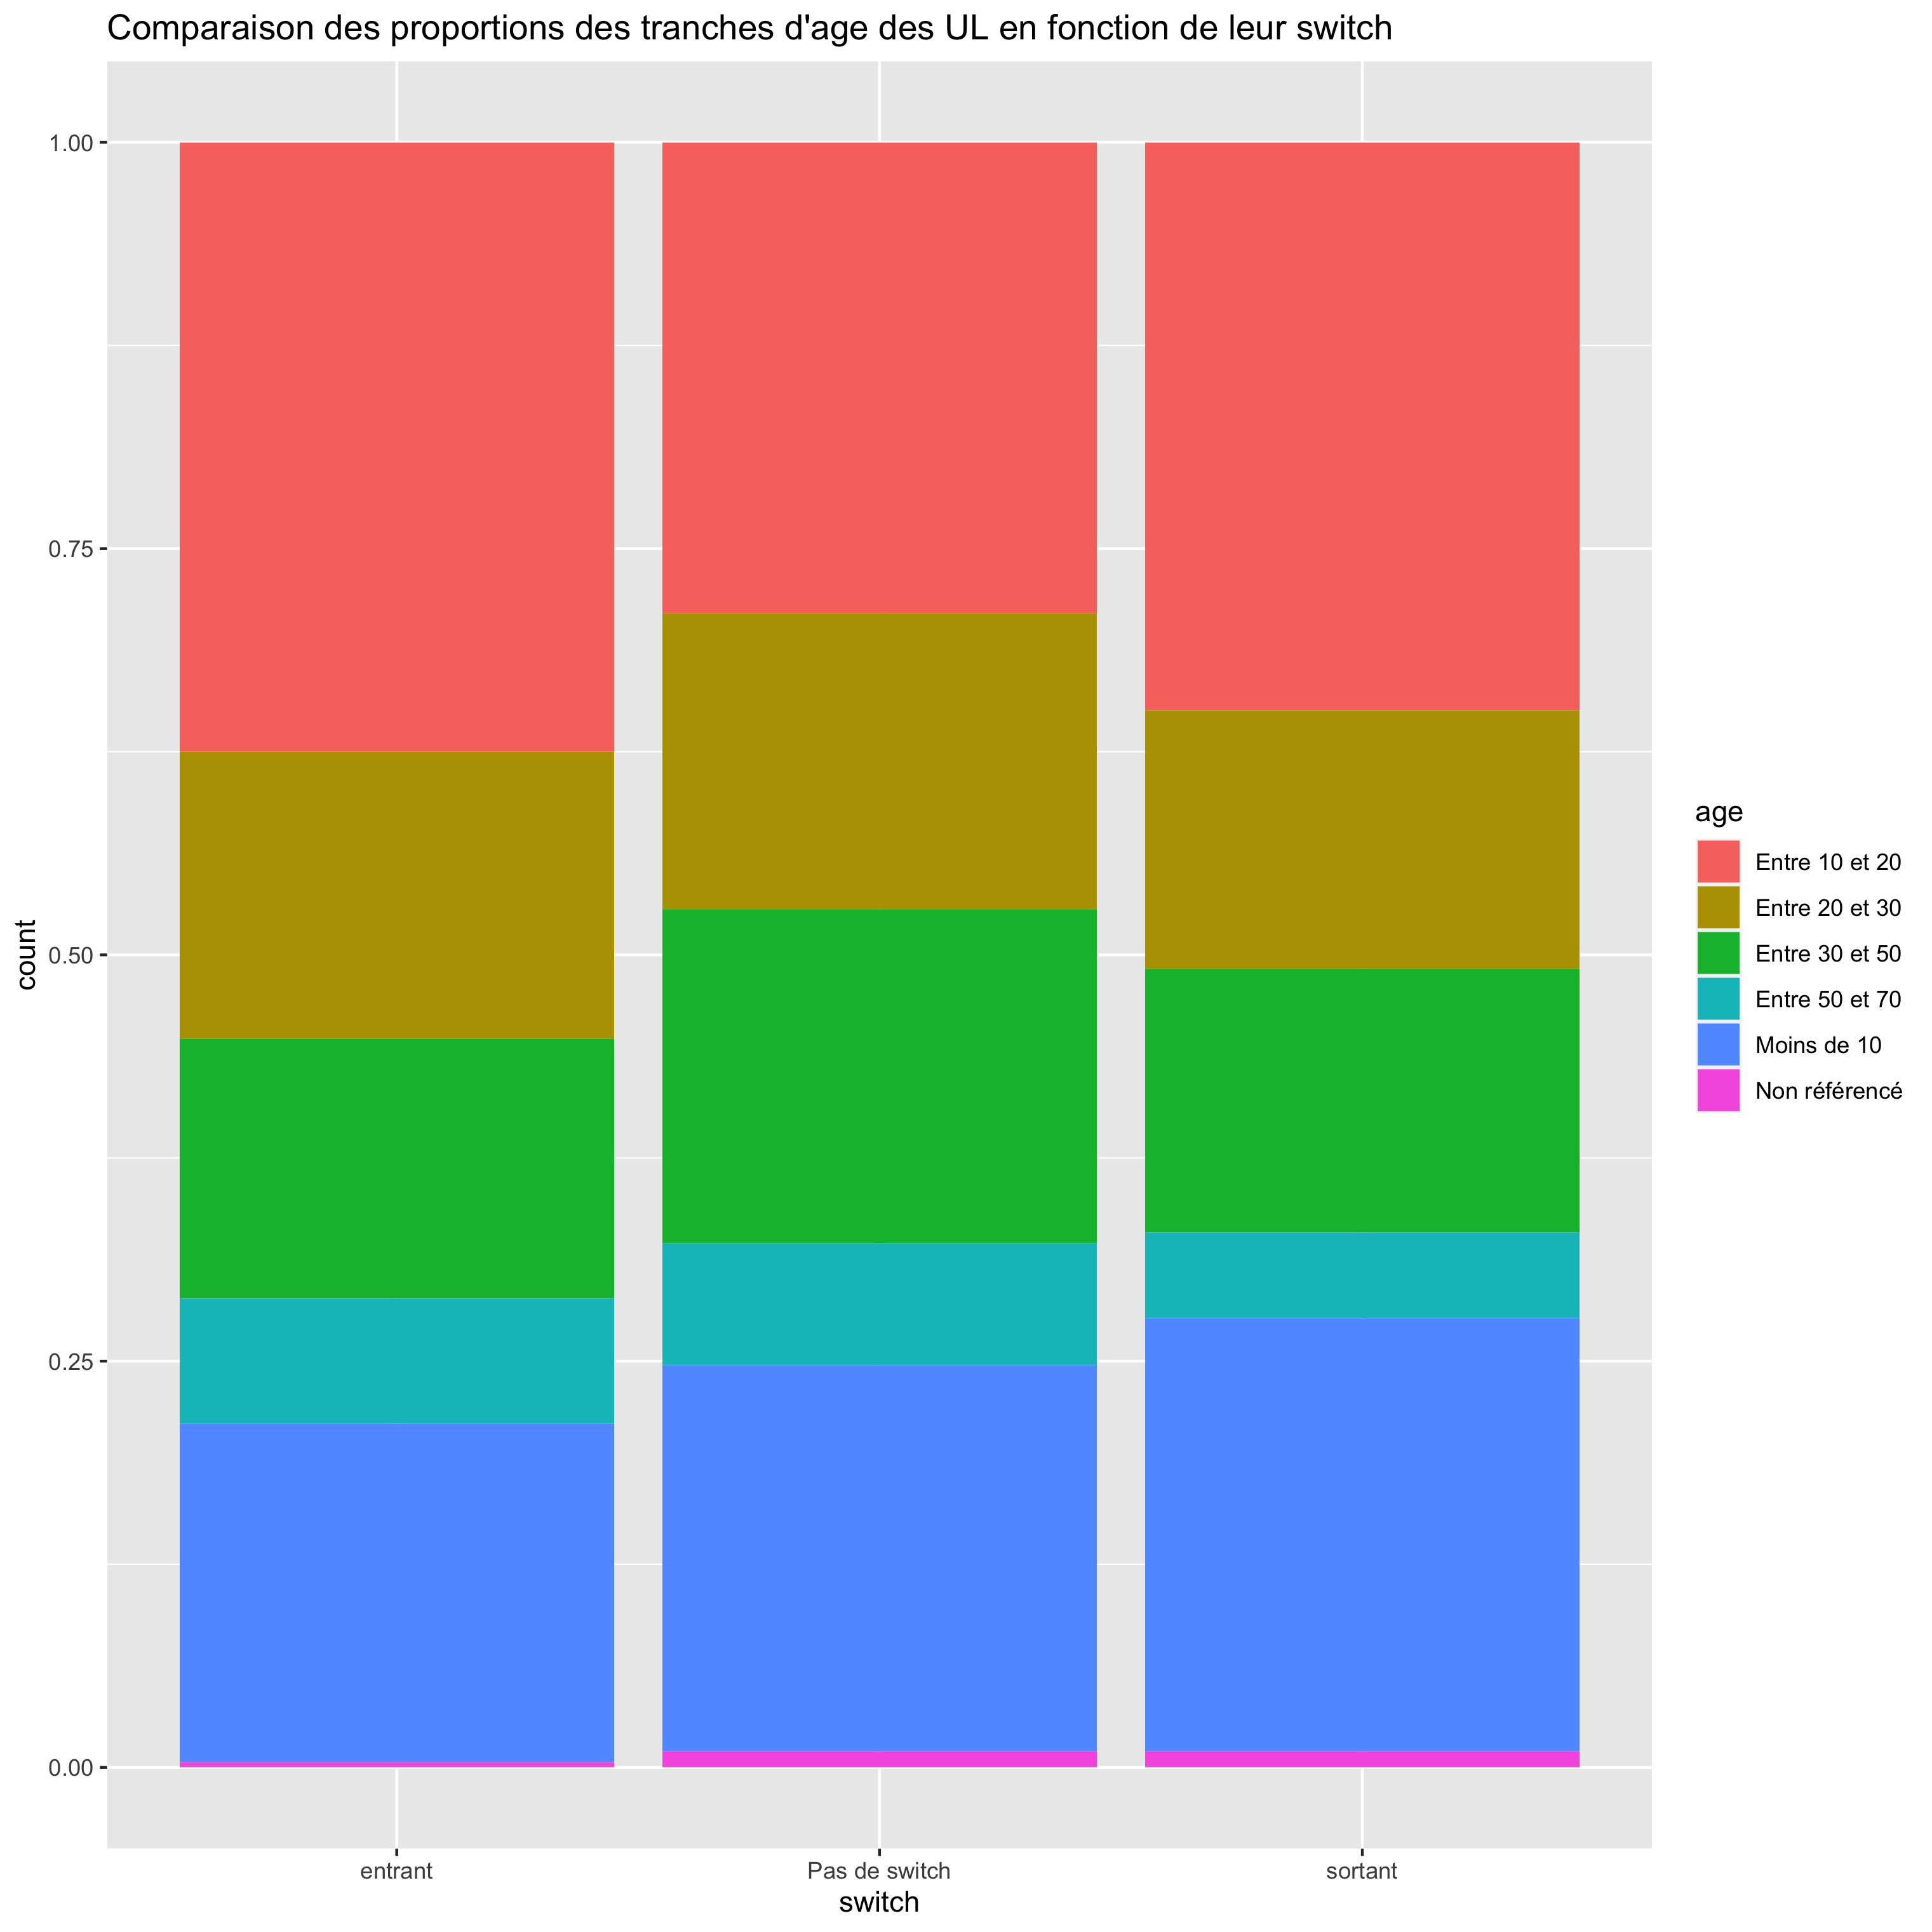 Comparaison des proportions des tranches d'age des UL en fonction de leur switch
1.00
0.75
0.50
0.25
0.00
count
entrant
Pas de switch
sortant
switch
age
Entre 10 et 20
Entre 20 et 30
Entre 30 et 50
Entre 50 et 70
Moins de 10
Non référencé